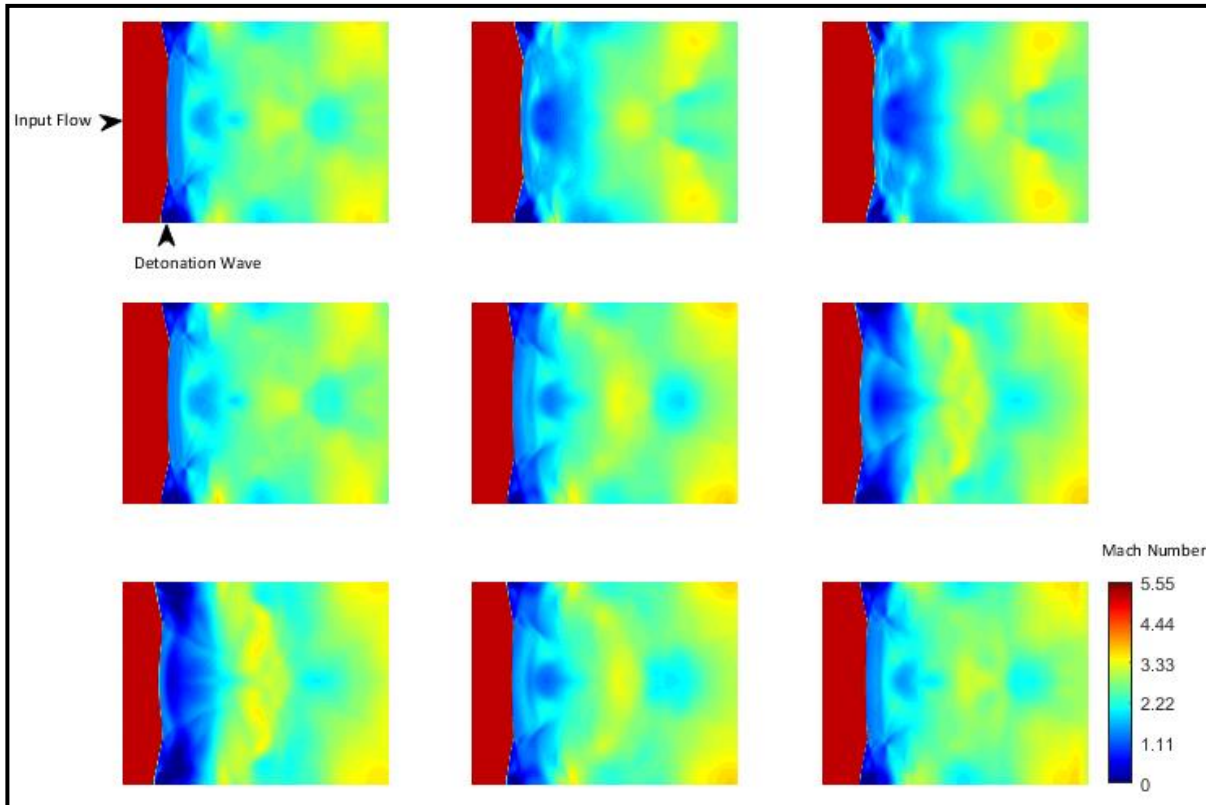 Input Flow
Detonation Wave
Mach Number
5.55
4.44
3.33
2.22
1.11
0